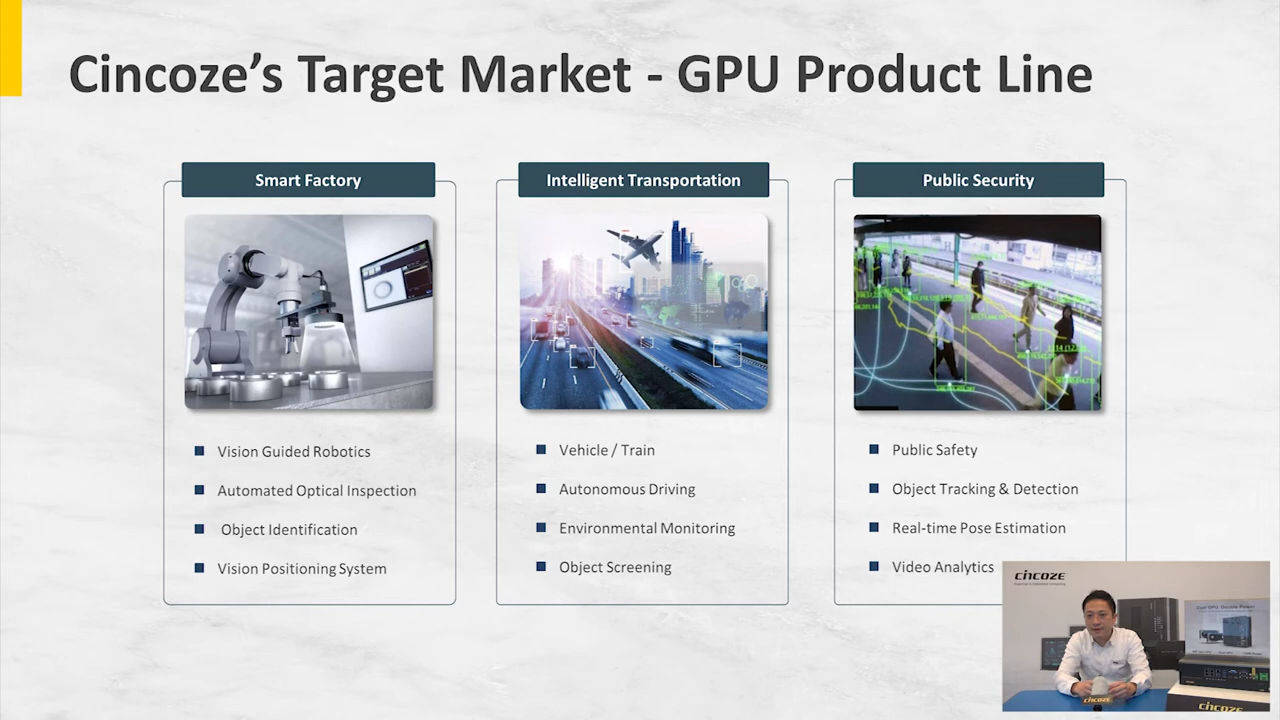 Cincoze’s Target Market - GPU Product Line
Smart Factory
Vision Guided Robotics
Automated Optical Inspection
Object Identification
Vision Positioning System
Intelligent Transportation
Vehicle / Train
Autonomous Driving
Environmental Monitoring
Object Screening
Public Security
Public Safety
Object Tracking & Detection
Real-time Pose Estimation
Video Analytics
cincoze
Dual GPU, Double Power
cincoze
cincoze